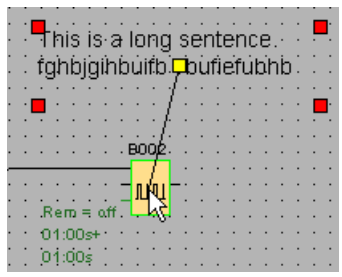 This is a long sentence.
fghbjgihbuifb bufiefubhb
B002
Rem = off
01:00s+
01:00s